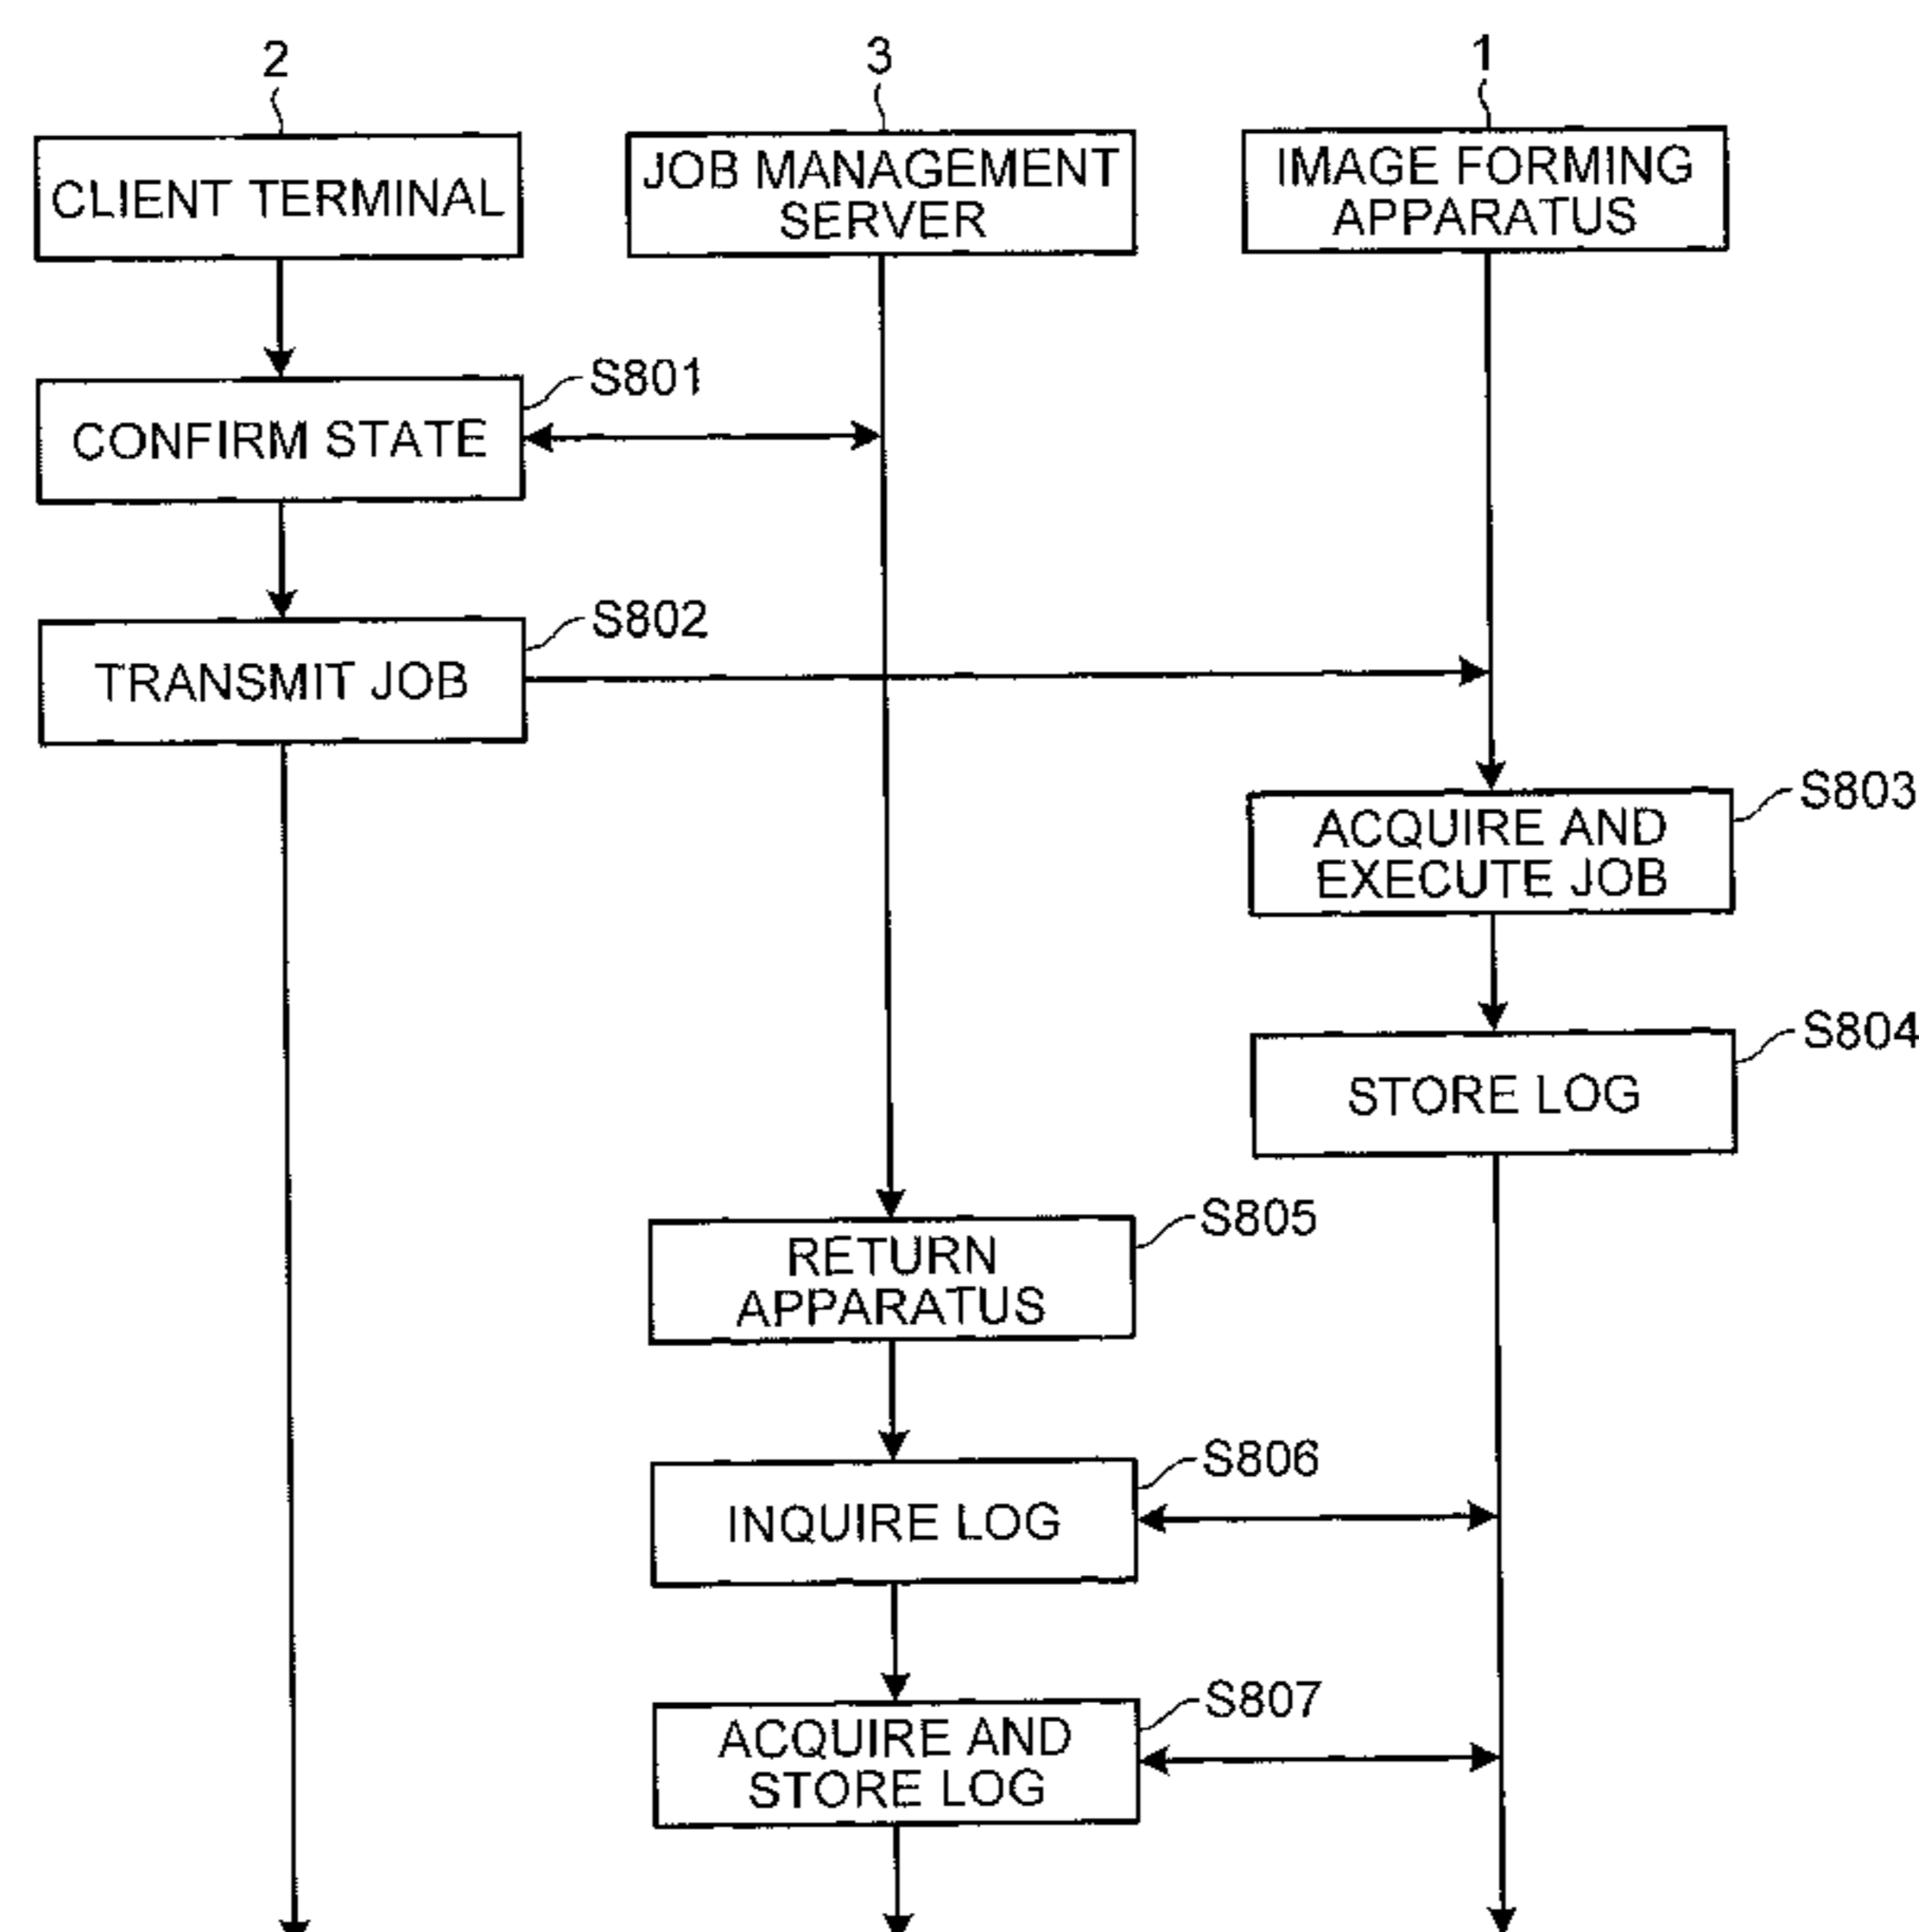 2
3
1
CLIENT TERMINAL
JOB MANAGEMENT
SERVER
IMAGE FORMING
APPARATUS
S801
CONFIRM STATE
S802
TRANSMIT JOB
S803
ACQUIRE AND
EXECUTE JOB
S804
STORE LOG
S805
RETURN
APPARATUS
S806
INQUIRE LOG
S807
ACQUIRE AND
STORE LOG